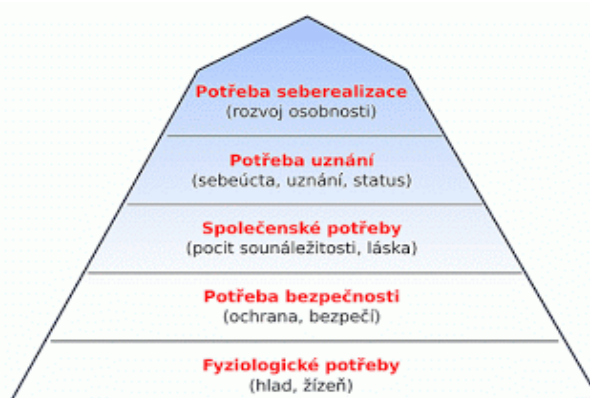 Potřeba seberealizace
(rozvoj osobnosti)
Potřeba uznání
(sebeúcta, uznání, status)
Společenské potřeby
(pocit sounáležitosti, láska)
Potřeba bezpečnosti
(ochrana, bezpečí)
Fyziologické potřeby
(hlad, žízeň)